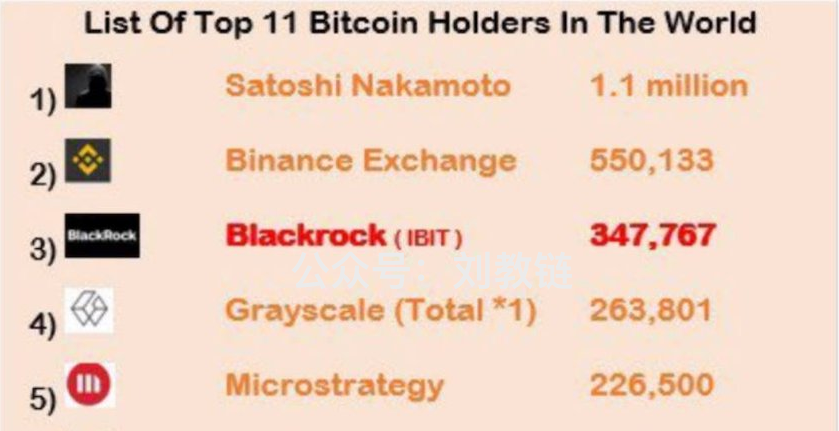 List Of Top 11 Bitcoin Holders In The World
1) Satoshi Nakamoto 1.1 million
2) Binance Exchange 550,133
3) BlackRock Blackrock ( IBIT ) 347,767
公众号：刘教链
4) Grayscale (Total *1) 263,801
5) Microstrategy 226,500